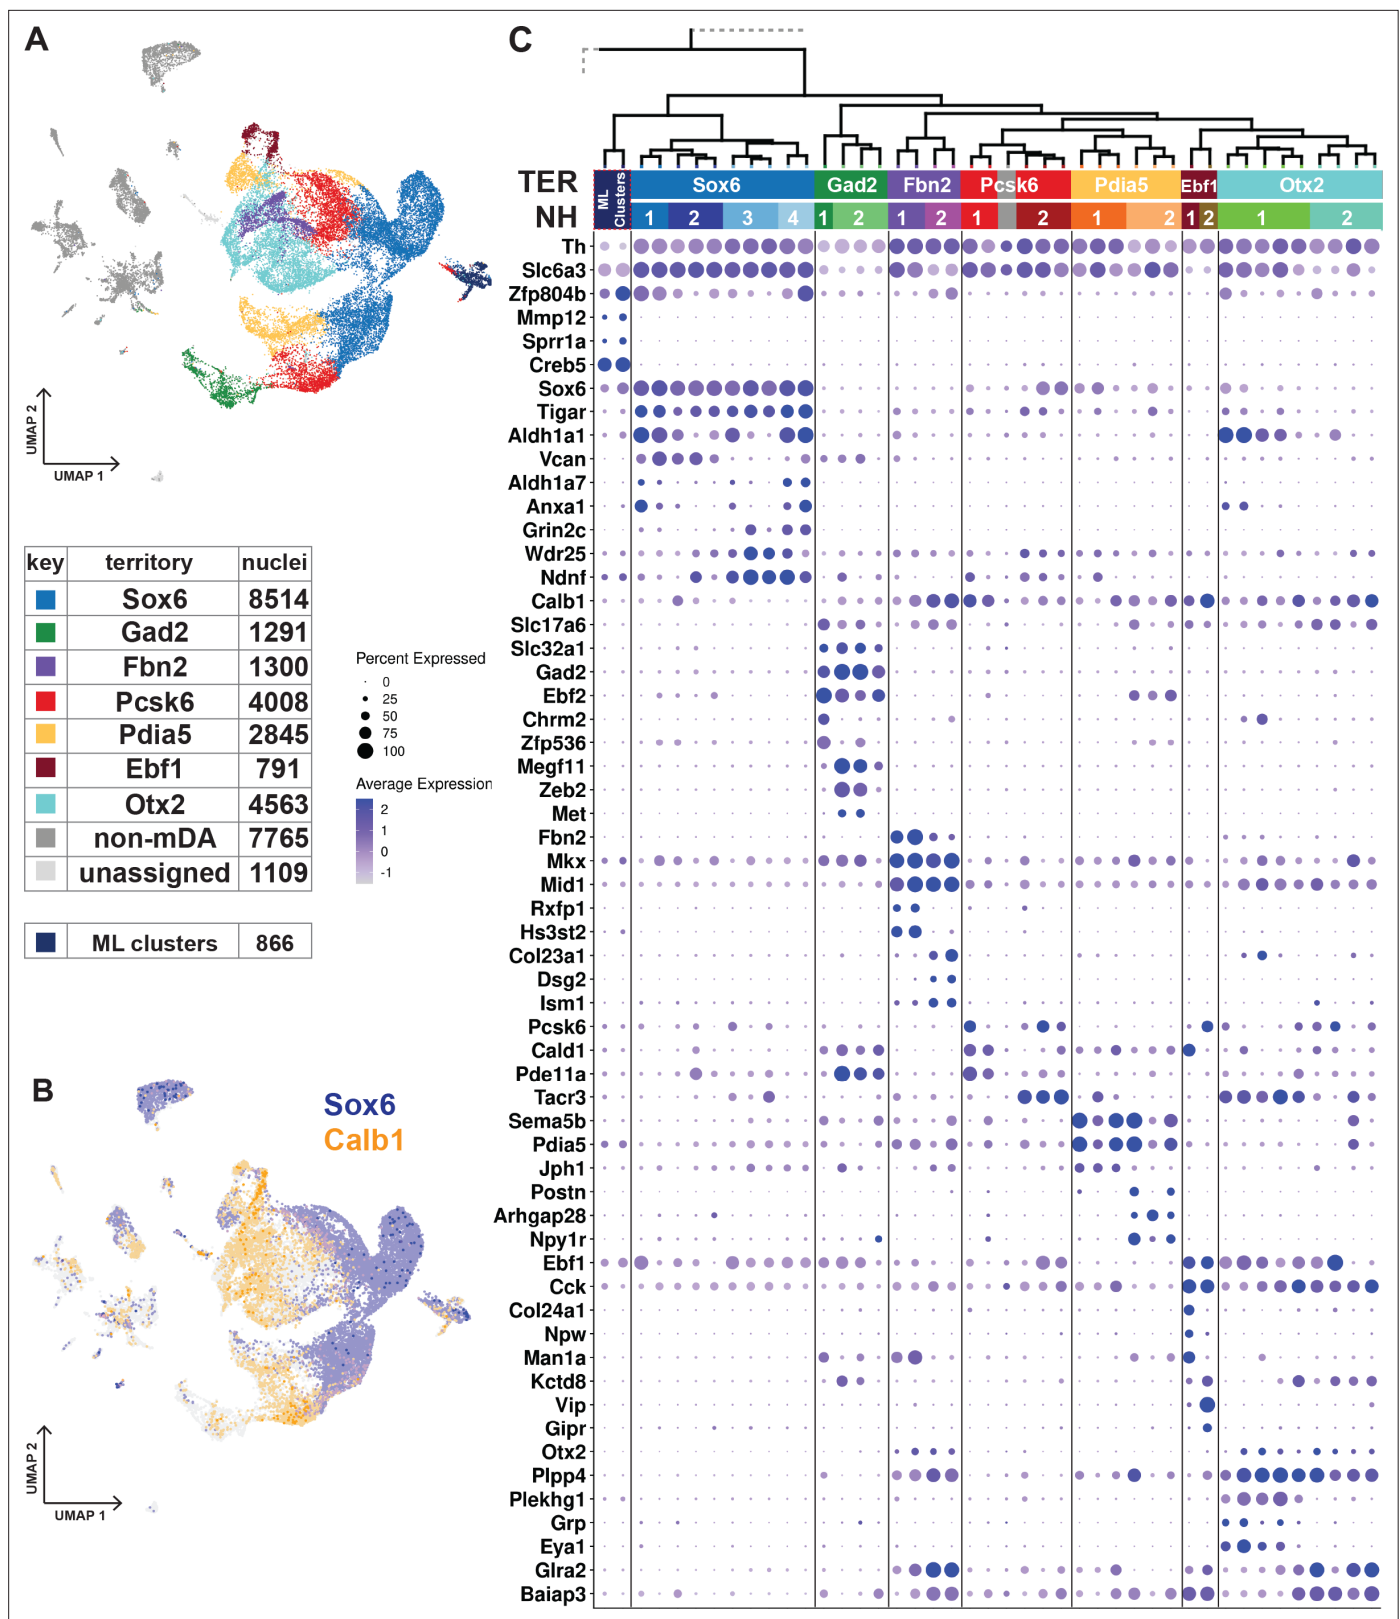 A
UMAP 2
UMAP 1
key territory nuclei
Sox6 8514
Gad2 1291
Fbn2 1300
Pcsk6 4008
Pdia5 2845
Ebf1 791
Otx2 4563
non-mDA 7765
unassigned 1109
ML clusters 866
Percent Expressed
0
25
50
75
100
Average Expression
2
1
0
-1
B
Sox6
Calb1
UMAP 2
UMAP 1
C
TER ML Clusters Sox6 Gad2 Fbn2 Pcsk6 Pdia5 Ebf1 Otx2
NH 1 2 3 4 1 2 1 2 1 2 1 2 1 2 1 2
Th
Slc6a3
Zfp804b
Mmp12
Sprr1a
Creb5
Sox6
Tigar
Aldh1a1
Vcan
Aldh1a7
Anxa1
Grin2c
Wdr25
Ndnf
Calb1
Slc17a6
Slc32a1
Gad2
Ebf2
Chrm2
Zfp536
Megf11
Zeb2
Met
Fbn2
Mkx
Mid1
Rxfp1
Hs3st2
Col23a1
Dsg2
Ism1
Pcsk6
Cald1
Pde11a
Tacr3
Sema5b
Pdia5
Jph1
Postn
Arhgap28
Npy1r
Ebf1
Cck
Col24a1
Npw
Man1a
Kctd8
Vip
Gipr
Otx2
Plpp4
Plekhg1
Grp
Eya1
Glra2
Baiap3